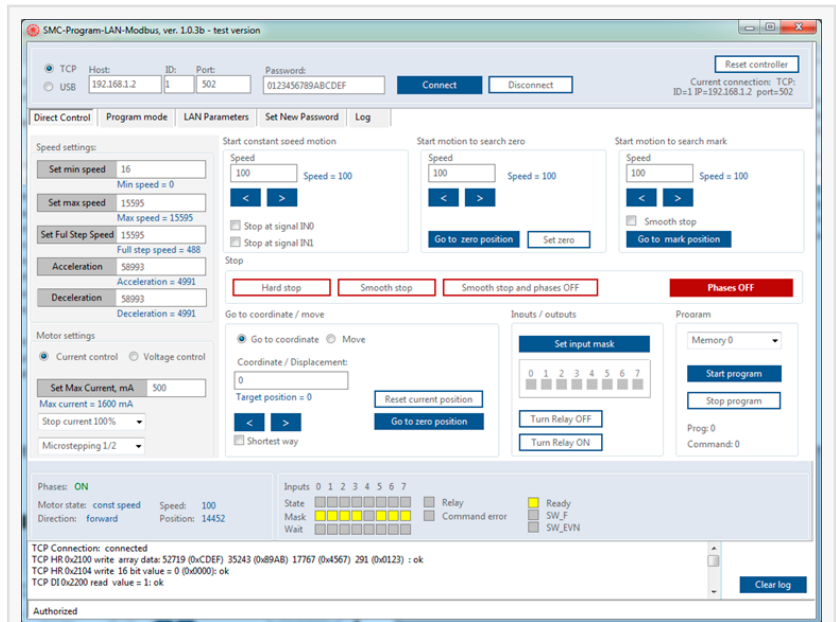 SMC-Program-LAN-Modbus, ver. 1.0.3b - test version
TCP
USB
Host:
192.168.1.2
ID:
1
Port:
502
Password:
0123456789ABCDEF
Connect
Disconnect
Reset controller
Current connection: TCP:
ID=1 IP=192.168.1.2 port=502
Direct Control
Program mode
LAN Parameters
Set New Password
Log
Speed settings:
Set min speed 16
Min speed = 0
Set max speed 15595
Max speed = 15595
Set Ful Step Speed 15595
Full step speed = 488
Acceleration 58993
Acceleration = 4991
Deceleration 58993
Deceleration = 4991
Motor settings
Current control
Voltage control
Set Max Current, mA 500
Max current = 1600 mA
Stop current 100%
Microstepping 1/2
Start constant speed motion
Speed
100
Speed = 100
< >
Stop at signal IN0
Stop at signal IN1
Start motion to search zero
Speed
100
Speed = 100
< >
Go to zero position
Set zero
Start motion to search mark
Speed
100
Speed = 100
< >
Smooth stop
Go to mark position
Stop
Hard stop
Smooth stop
Smooth stop and phases OFF
Phases OFF
Go to coordinate / move
Go to coordinate
Move
Coordinate / Displacement:
0
Target position = 0
< >
Shortest way
Reset current position
Go to zero position
Inputs / outputs
Set input mask
0 1 2 3 4 5 6 7
Turn Relay OFF
Turn Relay ON
Program
Memory 0
Start program
Stop program
Prog: 0
Command: 0
Phases: ON
Motor state: const speed
Speed: 100
Direction: forward
Position: 14452
Inputs 0 1 2 3 4 5 6 7
State
Mask
Wait
Relay
Command error
Ready
SW_F
SW_EVN
TCP Connection: connected
TCP HR 0x2100 write array data: 52719 (0xCDEF) 35243 (0x89AB) 17767 (0x4567) 291 (0x0123) : ok
TCP HR 0x2104 write 16 bit value = 0 (0x0000): ok
TCP DI 0x2200 read value = 1: ok
Clear log
Authorized